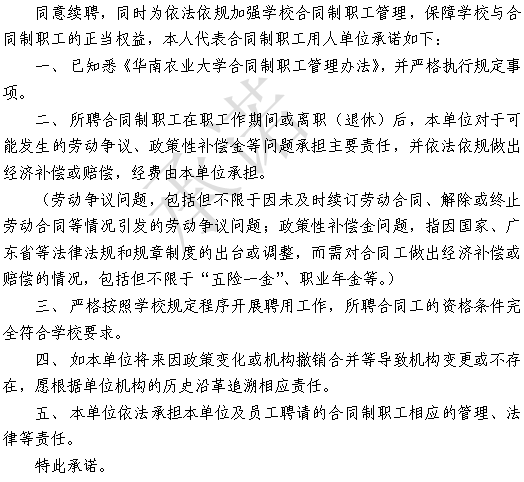 同意续聘，同时为依法依规加强学校合同制职工管理，保障学校与合
同制职工的正当权益，本人代表合同制职工用人单位承诺如下：
一、 已知悉《华南农业大学合同制职工管理办法》，并严格执行规定事
项。
二、 所聘合同制职工在职工作期间或离职（退休）后，本单位对于可
能发生的劳动争议、政策性补偿金等问题承担主要责任，并依法依规做出
经济补偿或赔偿，经费由本单位承担。
（劳动争议问题，包括但不限于因未及时续订劳动合同、解除或终止
劳动合同等情况引发的劳动争议问题；政策性补偿金问题，指因国家、广
东省等法律法规和规章制度的出台或调整，而需对合同工做出经济补偿或
赔偿的情况，包括但不限于“五险一金”、职业年金等。）
三、 严格按照学校规定程序开展聘用工作，所聘合同工的资格条件完
全符合学校要求。
四、 如本单位将来因政策变化或机构撤销合并等导致机构变更或不存
在，愿根据单位机构的历史沿革追溯相应责任。
五、 本单位依法承担本单位及员工聘请的合同制职工相应的管理、法
律等责任。
特此承诺。
承诺